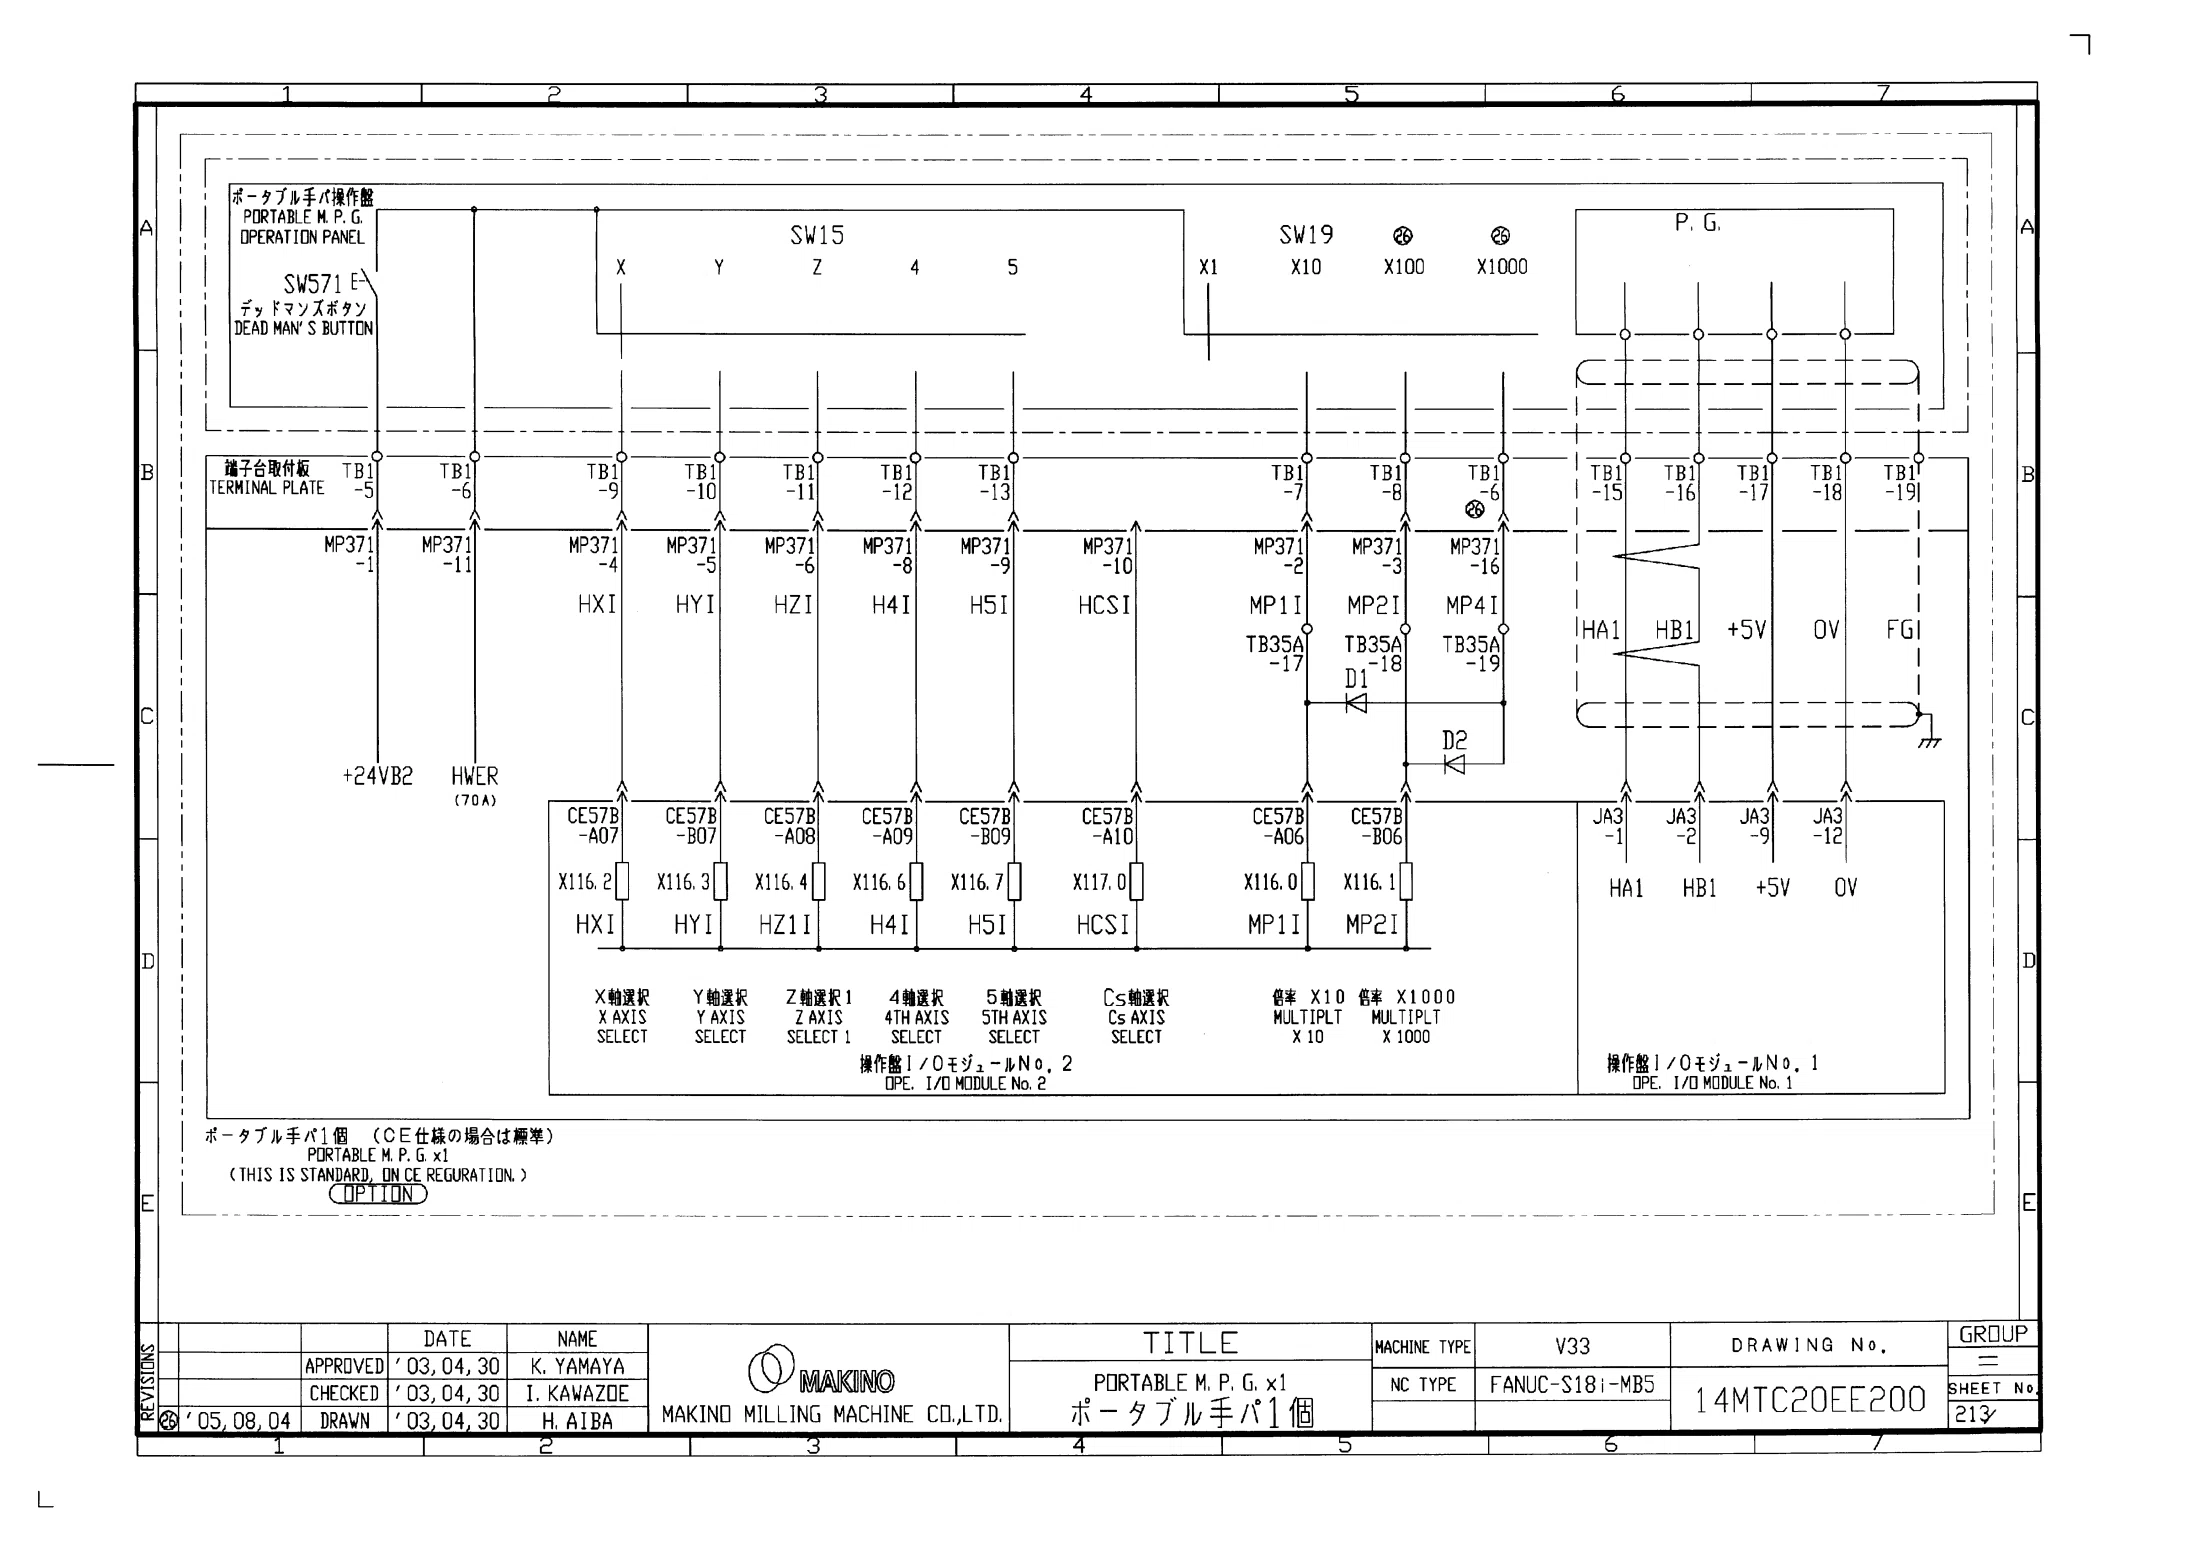 1 2 3 4 5 6 7
A A
ポータブル手パ操作盤
PORTABLE M. P. G.
OPERATION PANEL
SW15 SW19 ㉖ ㉖ P. G.
X Y Z 4 5 X1 X10 X100 X1000
SW571 E
デッドマンズボタン
DEAD MAN'S BUTTON
B B
端子台取付板
TERMINAL PLATE
TB1 TB1 TB1 TB1 TB1 TB1 TB1 TB1 TB1 TB1 TB1 TB1 TB1 TB1 TB1
-5 -6 -9 -10 -11 -12 -13 -7 -8 -6 -15 -16 -17 -18 -19
㉖
MP371 MP371 MP371 MP371 MP371 MP371 MP371 MP371 MP371 MP371 MP371
-1 -11 -4 -5 -6 -8 -9 -10 -2 -3 -16
HXI HYI HZI H4I H5I HCSI MP1I MP2I MP4I
HA1 HB1 +5V 0V FG
TB35A TB35A TB35A
-17 -18 -19
D1
C C
D2
+24VB2 HWER
(70A)
CE57B CE57B CE57B CE57B CE57B CE57B CE57B CE57B JA3 JA3 JA3 JA3
-A07 -B07 -A08 -A09 -B09 -A10 -A06 -B06 -1 -2 -9 -12
X116.2 X116.3 X116.4 X116.6 X116.7 X117.0 X116.0 X116.1
HA1 HB1 +5V 0V
HXI HYI HZ1I H4I H5I HCSI MP1I MP2I
D D
X軸選択 Y軸選択 Z軸選択1 4軸選択 5軸選択 Cs軸選択 倍率 X10 倍率 X1000
X AXIS Y AXIS Z AXIS 4TH AXIS 5TH AXIS Cs AXIS MULTIPLT MULTIPLT
SELECT SELECT SELECT 1 SELECT SELECT SELECT X 10 X 1000
操作盤I/OモジュールNo. 2
OPE. I/O MODULE No. 2
操作盤I/OモジュールNo. 1
OPE. I/O MODULE No. 1
ポータブル手パ1個 (CE仕様の場合は標準)
PORTABLE M. P. G. x1
(THIS IS STANDARD, ON CE REGURATION.)
OPTION
E E
REVISIONS
DATE NAME
APPROVED '03,04,30 K. YAMAYA
CHECKED '03,04,30 I. KAWAZOE
㉖ '05,08,04 DRAWN '03,04,30 H. AIBA
MAKINO
MAKINO MILLING MACHINE CO.,LTD.
TITLE
PORTABLE M. P. G. x1
ポータブル手パ1個
MACHINE TYPE V33
NC TYPE FANUC-S18i-MB5
DRAWING No.
14MTC20EE200
GROUP
=
SHEET No.
213/
1 2 3 4 5 6 7